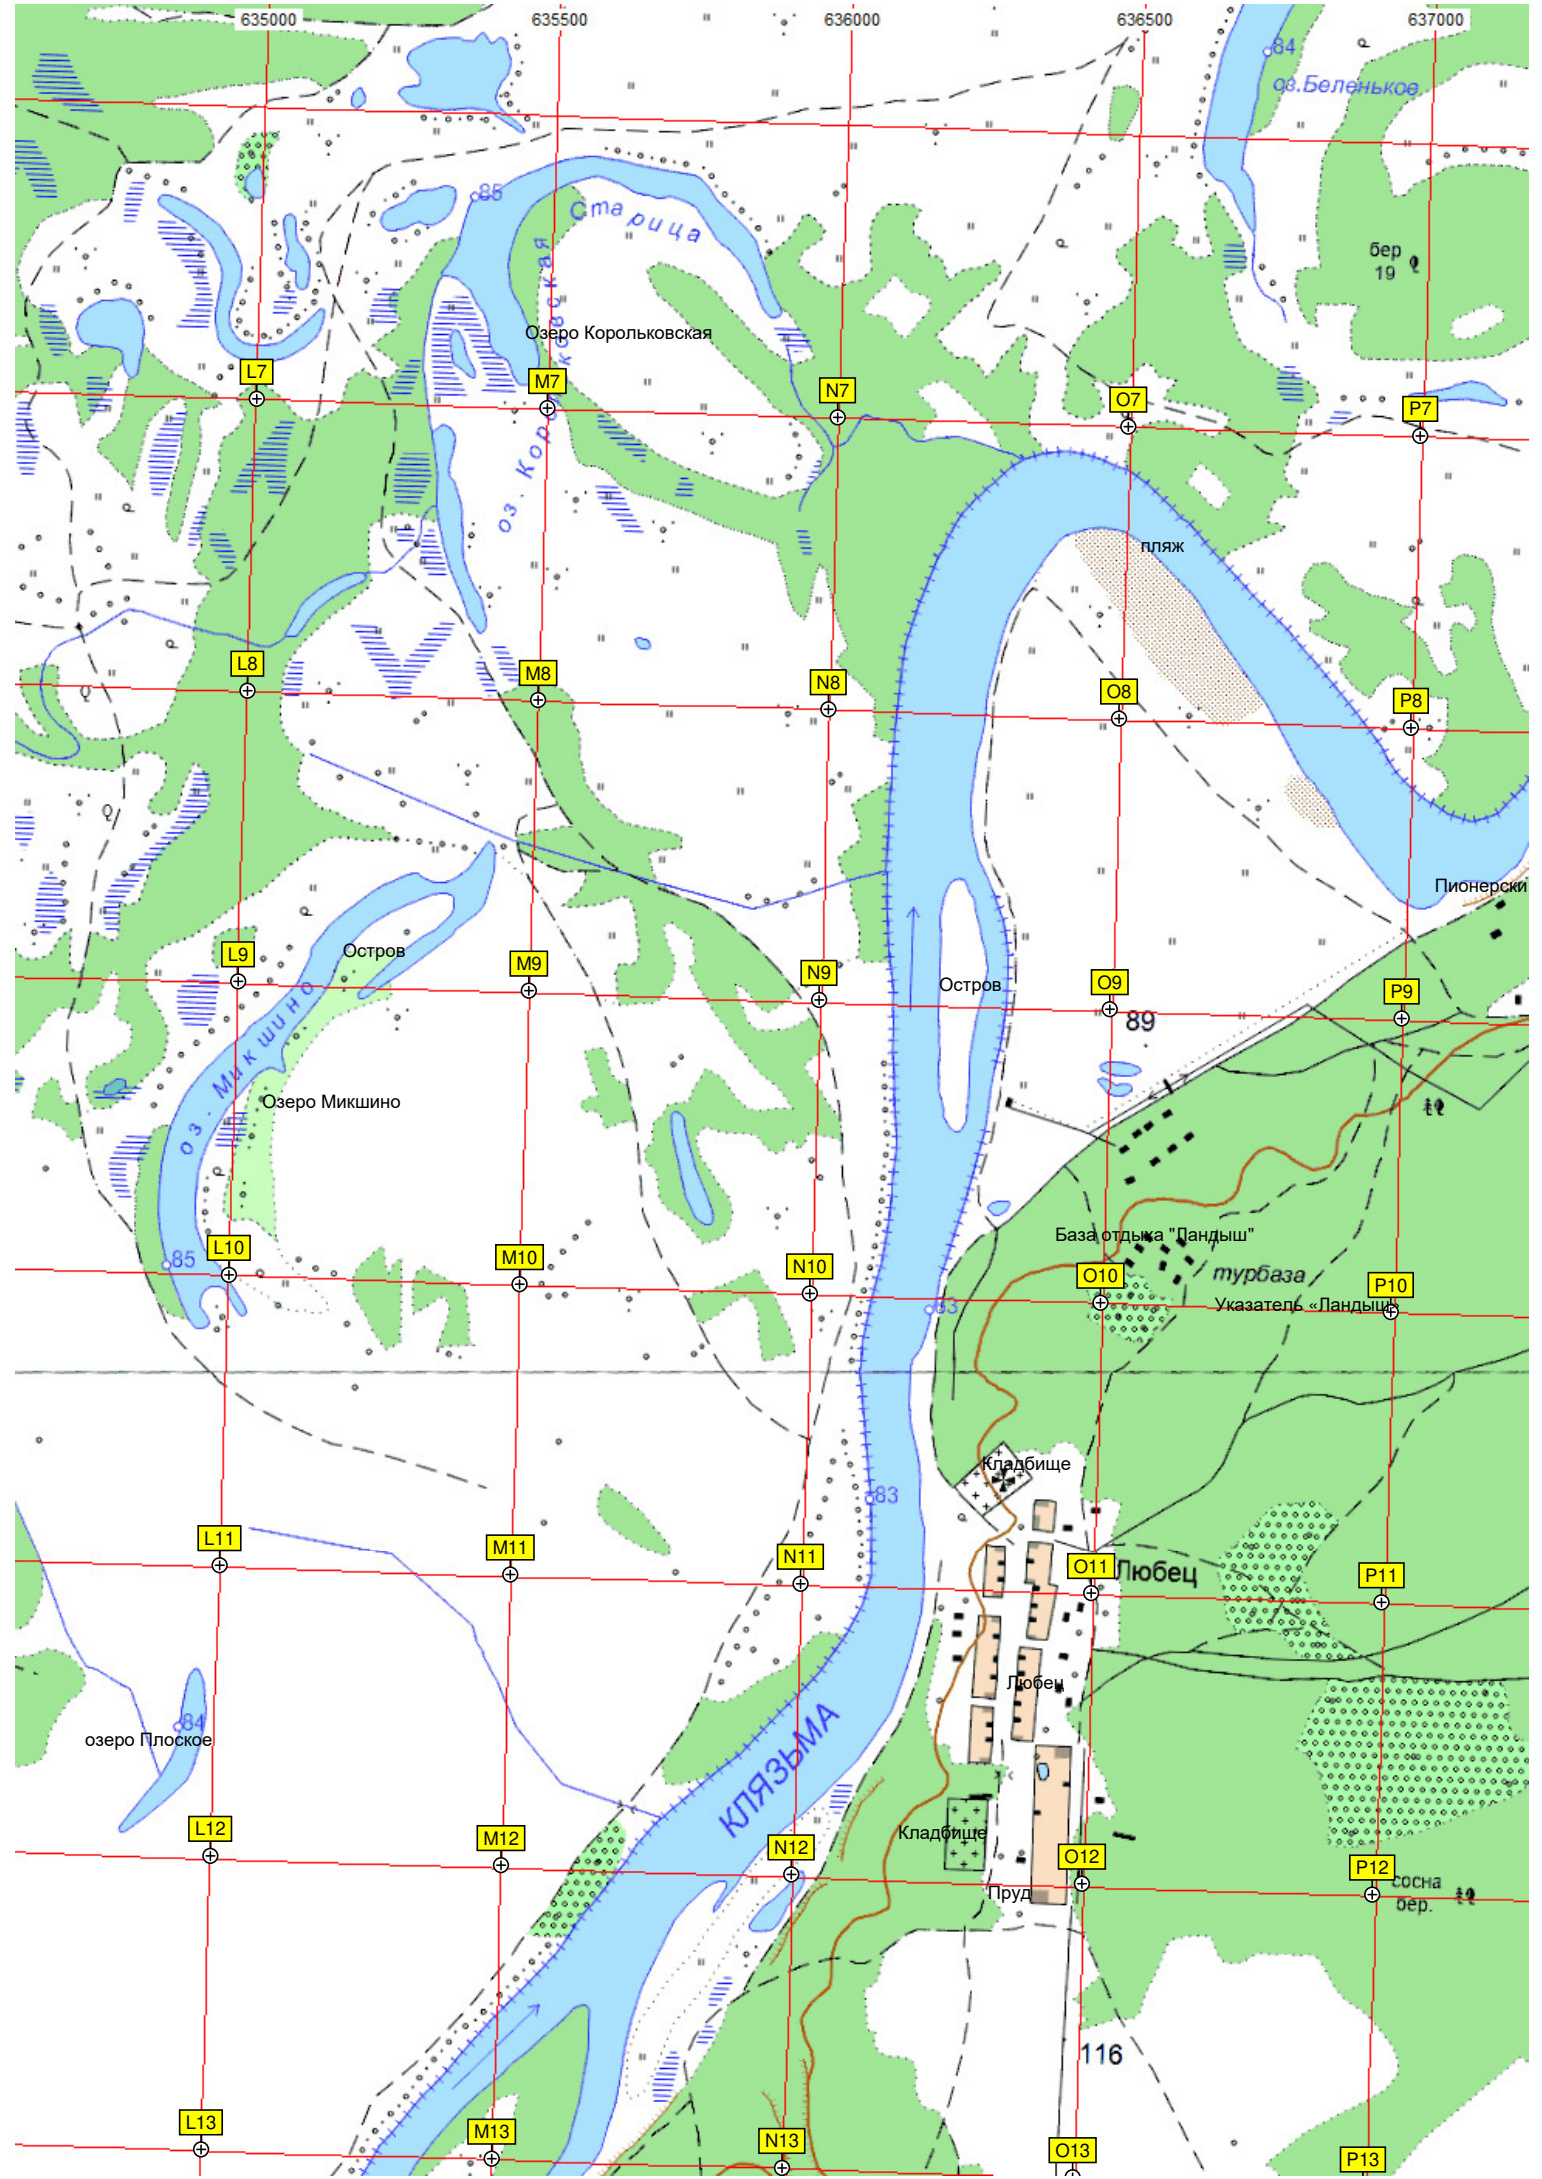 635000 635500 636000 636500 637000
84
оз.Беленькое
85
Старица
бер
19
Озеро Корольковская
оз. Корольковская
L7 M7 N7 O7 P7
пляж
L8 M8 N8 O8 P8
Пионерски
Остров
L9 M9 N9 O9 P9
Остров
89
оз. Микшино
Озеро Микшино
База отдыха "Ландыш"
турбаза
85
L10 M10 N10 O10 P10
Указатель «Ландыш»
83
Кладбище
83
L11 M11 N11 O11 P11
Любец
Любец
84
озеро Плоское
КЛЯЗЬМА
Кладбище
L12 M12 N12 O12 P12
сосна
бер.
Пруд
116
L13 M13 N13 O13 P13